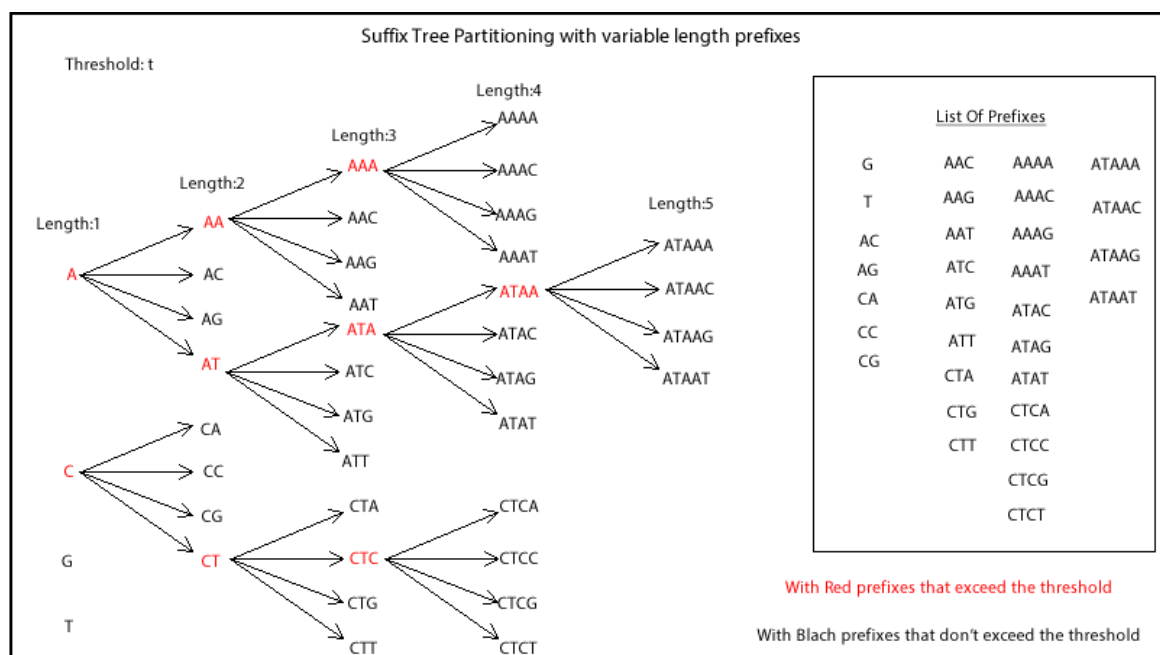 Suffix Tree Partitioning with variable length prefixes
Threshold: t
Length:1
A
C
G
T
Length:2
AA
AC
AG
AT
CA
CC
CG
CT
Length:3
AAA
AAC
AAG
AAT
ATA
ATC
ATG
ATT
CTA
CTC
CTG
CTT
Length:4
AAAA
AAAC
AAAG
AAAT
ATAA
ATAC
ATAG
ATAT
CTCA
CTCC
CTCG
CTCT
Length:5
ATAAA
ATAAC
ATAAG
ATAAT
List Of Prefixes
G
T
AC
AG
CA
CC
CG
AAC
AAG
AAT
ATC
ATG
ATT
CTA
CTG
CTT
AAAA
AAAC
AAAG
AAAT
ATAC
ATAG
ATAT
CTCA
CTCC
CTCG
CTCT
ATAAA
ATAAC
ATAAG
ATAAT
With Red prefixes that exceed the threshold
With Blach prefixes that don't exceed the threshold